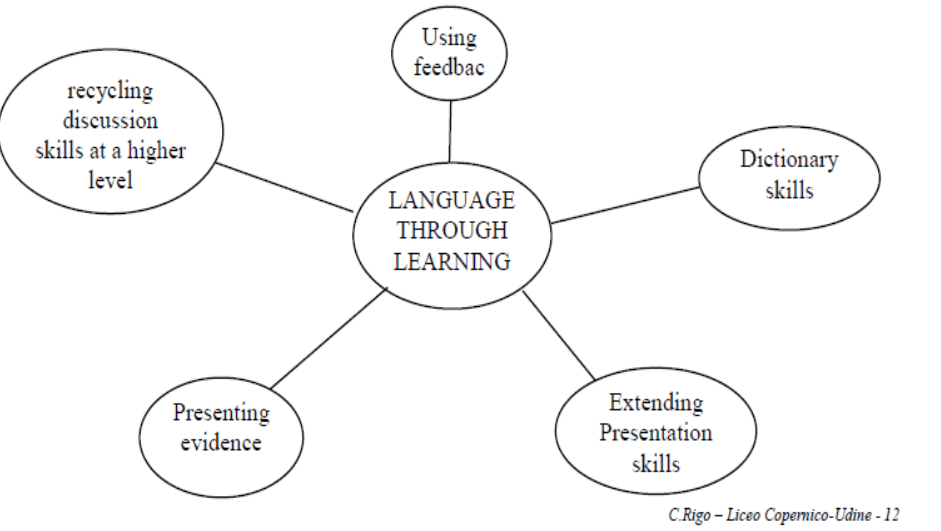 Using
feedbac
recycling
discussion
skills at a higher
level
Dictionary
skills
LANGUAGE
THROUGH
LEARNING
Presenting
evidence
Extending
Presentation
skills
C.Rigo – Liceo Copernico-Udine - 12